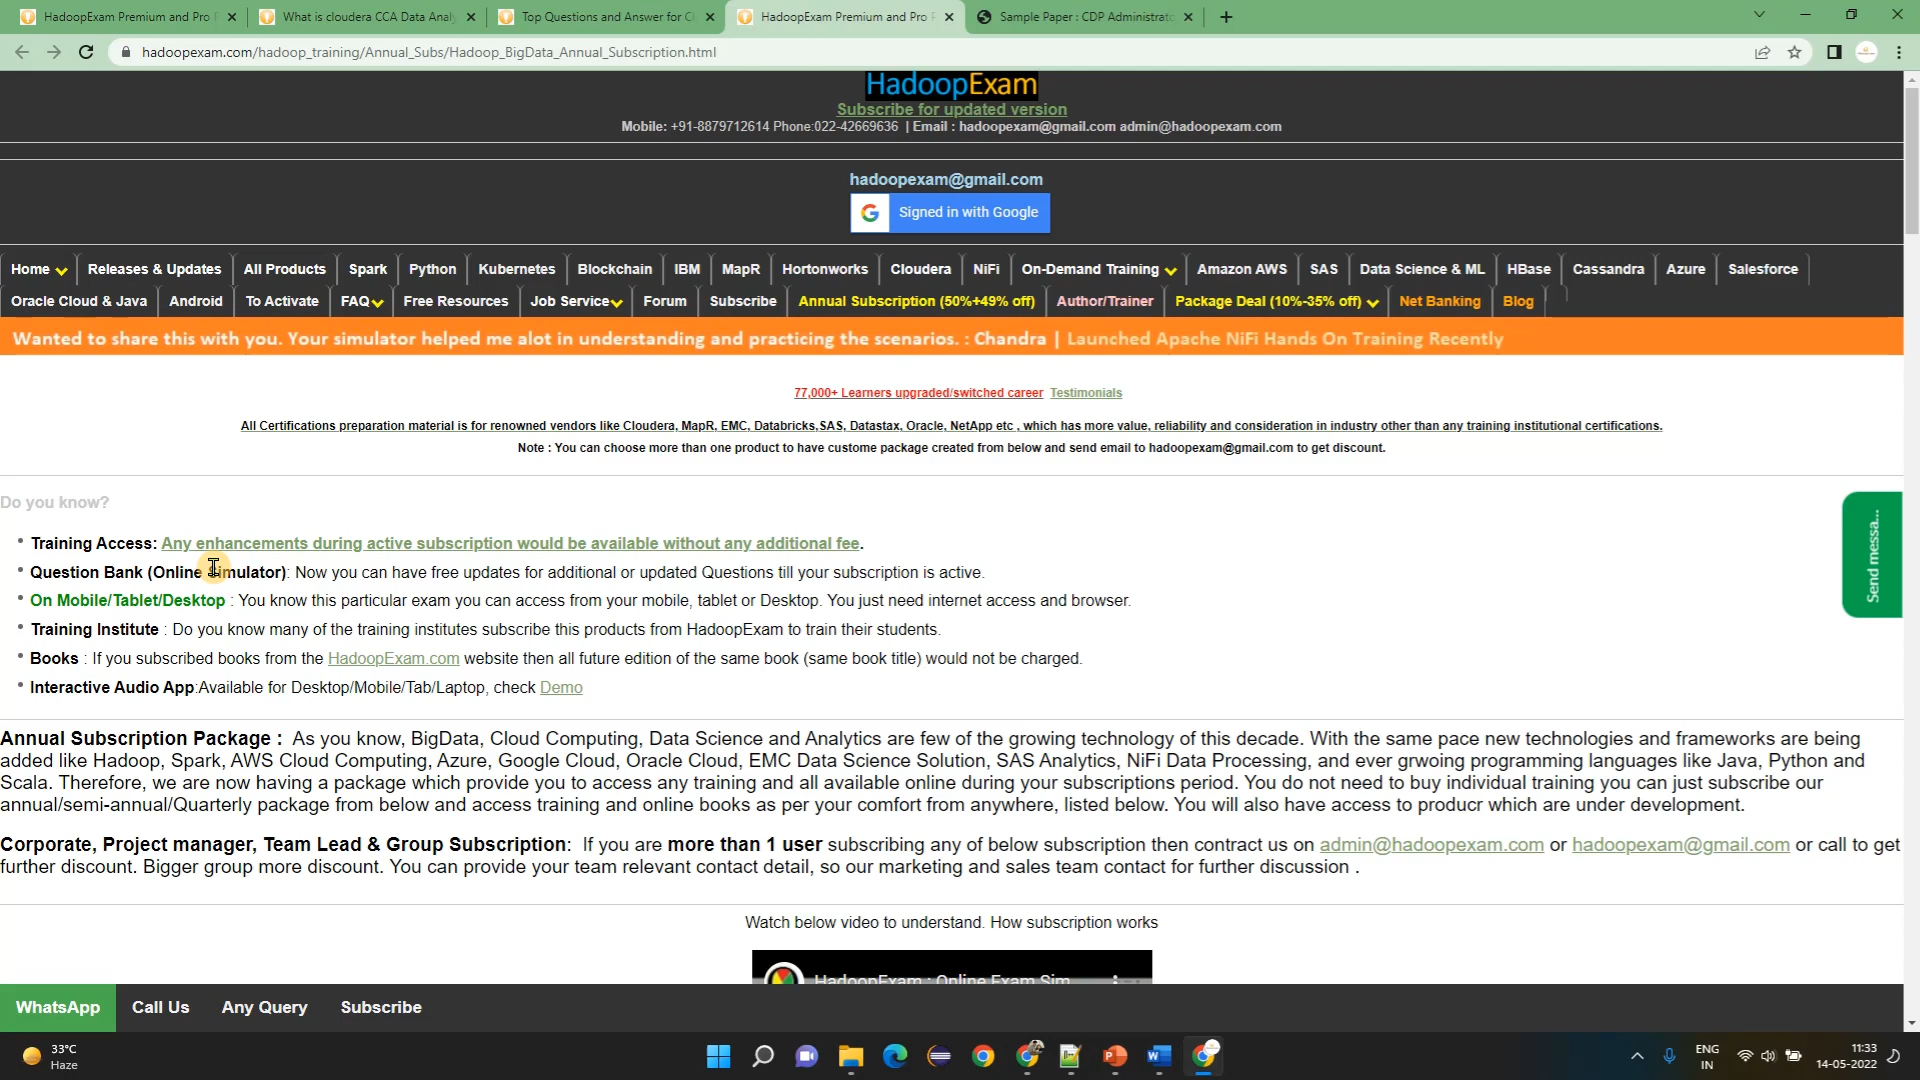 HadoopExam Premium and Pro
What is cloudera CCA Data Anal
Top Questions and Answer for C
HadoopExam Premium and Pro
Sample Paper : CDP Administrat
hadoopexam.com/hadoop_training/Annual_Subs/Hadoop_BigData_Annual_Subscription.html
HadoopExam
Subscribe for updated version
Mobile: +91-8879712614 Phone:022-42669636 | Email : hadoopexam@gmail.com admin@hadoopexam.com
hadoopexam@gmail.com
Signed in with Google
Home Releases & Updates All Products Spark Python Kubernetes Blockchain IBM MapR Hortonworks Cloudera NiFi On-Demand Training Amazon AWS SAS Data Science & ML HBase Cassandra Azure Salesforce
Oracle Cloud & Java Android To Activate FAQ Free Resources Job Service Forum Subscribe Annual Subscription (50%+49% off) Author/Trainer Package Deal (10%-35% off) Net Banking Blog
Wanted to share this with you. Your simulator helped me alot in understanding and practicing the scenarios. : Chandra | Launched Apache NiFi Hands On Training Recently
77,000+ Learners upgraded/switched career Testimonials
All Certifications preparation material is for renowned vendors like Cloudera, MapR, EMC, Databricks,SAS, Datastax, Oracle, NetApp etc , which has more value, reliability and consideration in industry other than any training institutional certifications.
Note : You can choose more than one product to have custome package created from below and send email to hadoopexam@gmail.com to get discount.
Do you know?
Training Access: Any enhancements during active subscription would be available without any additional fee.
Question Bank (Online Simulator): Now you can have free updates for additional or updated Questions till your subscription is active.
On Mobile/Tablet/Desktop : You know this particular exam you can access from your mobile, tablet or Desktop. You just need internet access and browser.
Training Institute : Do you know many of the training institutes subscribe this products from HadoopExam to train their students.
Books : If you subscribed books from the HadoopExam.com website then all future edition of the same book (same book title) would not be charged.
Interactive Audio App:Available for Desktop/Mobile/Tab/Laptop, check Demo
Send messa...
Annual Subscription Package : As you know, BigData, Cloud Computing, Data Science and Analytics are few of the growing technology of this decade. With the same pace new technologies and frameworks are being
added like Hadoop, Spark, AWS Cloud Computing, Azure, Google Cloud, Oracle Cloud, EMC Data Science Solution, SAS Analytics, NiFi Data Processing, and ever grwoing programming languages like Java, Python and
Scala. Therefore, we are now having a package which provide you to access any training and all available online during your subscriptions period. You do not need to buy individual training you can just subscribe our
annual/semi-annual/Quarterly package from below and access training and online books as per your comfort from anywhere, listed below. You will also have access to producr which are under development.
Corporate, Project manager, Team Lead & Group Subscription: If you are more than 1 user subscribing any of below subscription then contract us on admin@hadoopexam.com or hadoopexam@gmail.com or call to get
further discount. Bigger group more discount. You can provide your team relevant contact detail, so our marketing and sales team contact for further discussion .
Watch below video to understand. How subscription works
HadoopExam : Online Exam Sim
WhatsApp Call Us Any Query Subscribe
33°C
Haze
ENG
IN
11:33
14-05-2022